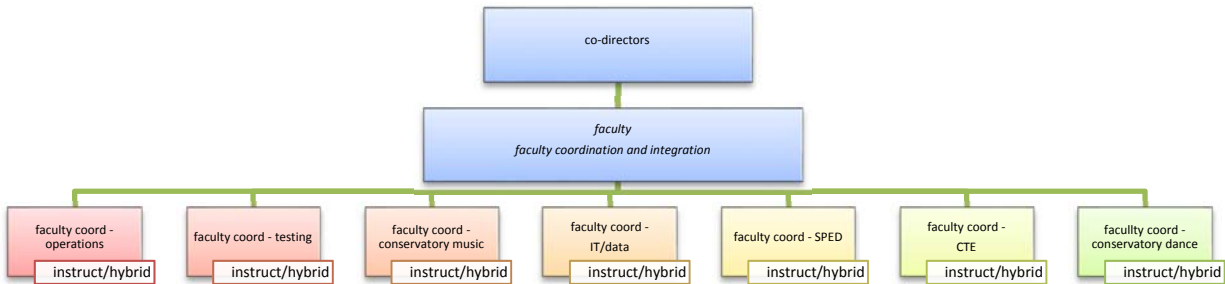 co-directors
faculty
faculty coordination and integration
faculty coord -
operations
instruct/hybrid
faculty coord - testing
instruct/hybrid
faculty coord -
conservatory music
instruct/hybrid
faculty coord -
IT/data
instruct/hybrid
faculty coord - SPED
instruct/hybrid
faculty coord -
CTE
instruct/hybrid
faculty coord -
conservatory dance
instruct/hybrid